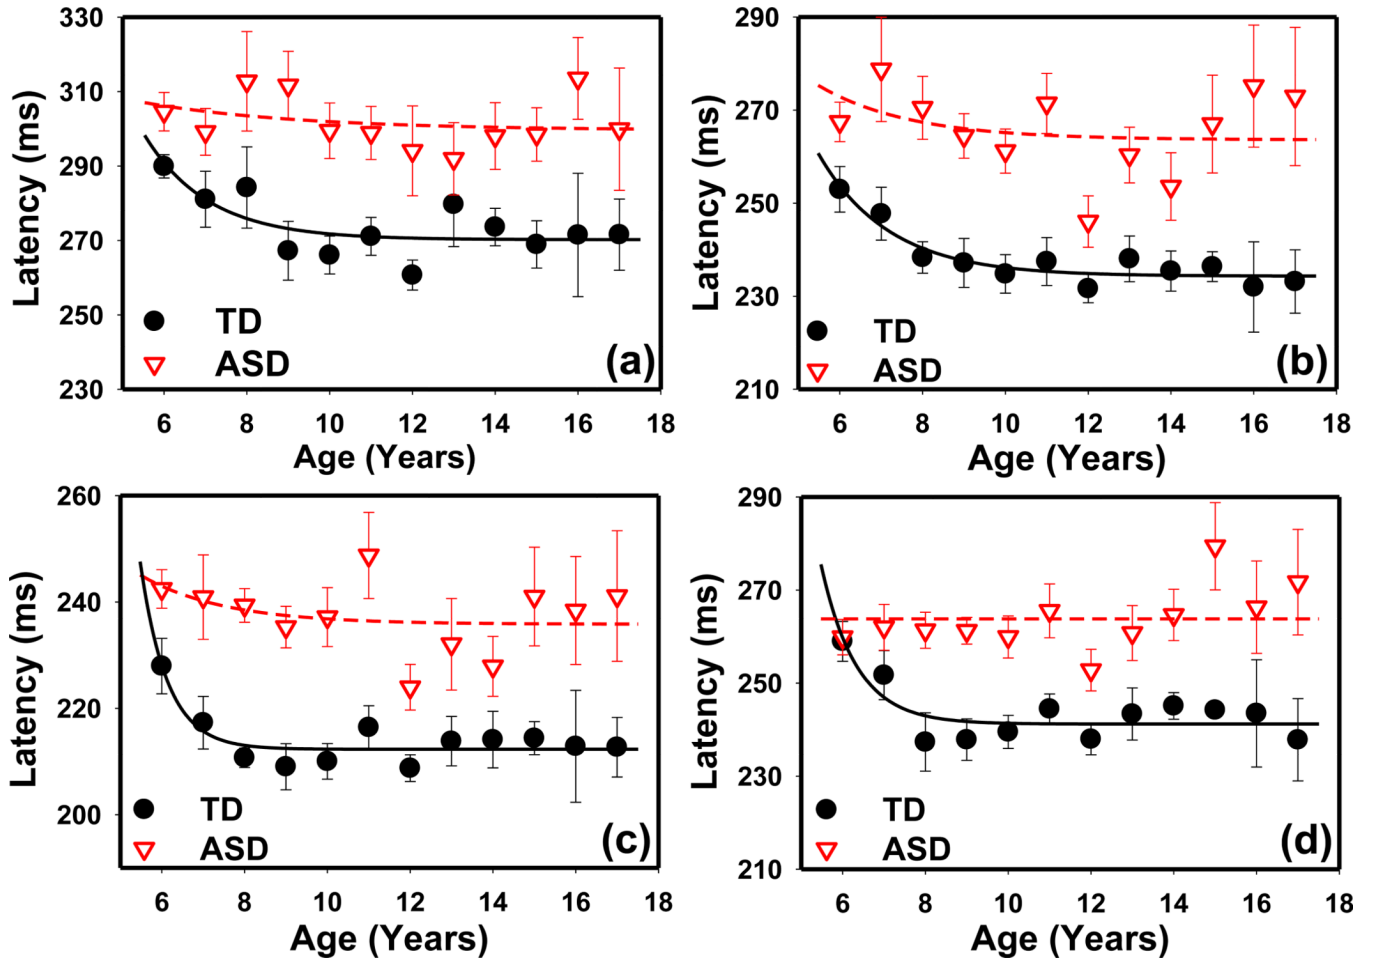 330
310
290
270
250
230
Latency (ms)
TD
ASD
(a)
6 8 10 12 14 16 18
Age (Years)
290
270
250
230
210
Latency (ms)
TD
ASD
(b)
6 8 10 12 14 16 18
Age (Years)
260
240
220
200
Latency (ms)
TD
ASD
(c)
6 8 10 12 14 16 18
Age (Years)
290
270
250
230
210
Latency (ms)
TD
ASD
(d)
6 8 10 12 14 16 18
Age (Years)